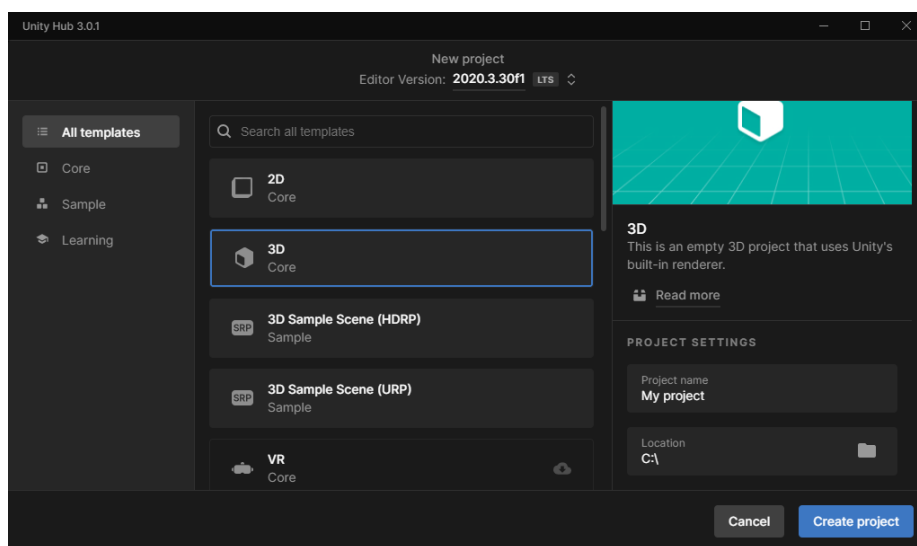 Unity Hub 3.0.1
New project
Editor Version: 2020.3.30f1 LTS
All templates
Core
Sample
Learning
Search all templates
2D
Core
3D
Core
SRP
3D Sample Scene (HDRP)
Sample
SRP
3D Sample Scene (URP)
Sample
VR
Core
3D
This is an empty 3D project that uses Unity's
built-in renderer.
Read more
PROJECT SETTINGS
Project name
My project
Location
C:\
Cancel
Create project